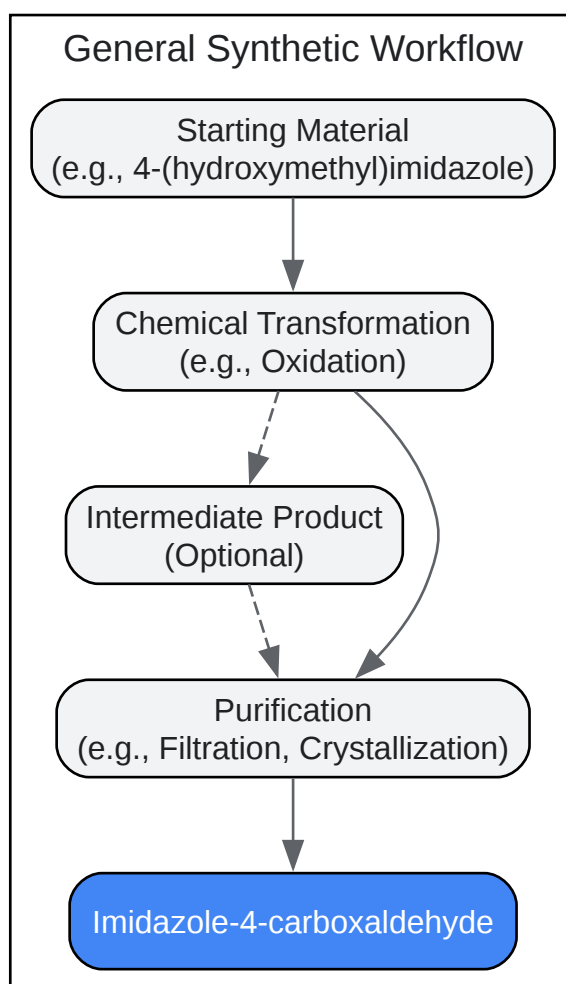 General Synthetic Workflow
Starting Material
(e.g., 4-(hydroxymethyl)imidazole)
Chemical Transformation
(e.g., Oxidation)
Intermediate Product
(Optional)
Purification
(e.g., Filtration, Crystallization)
Imidazole-4-carboxaldehyde